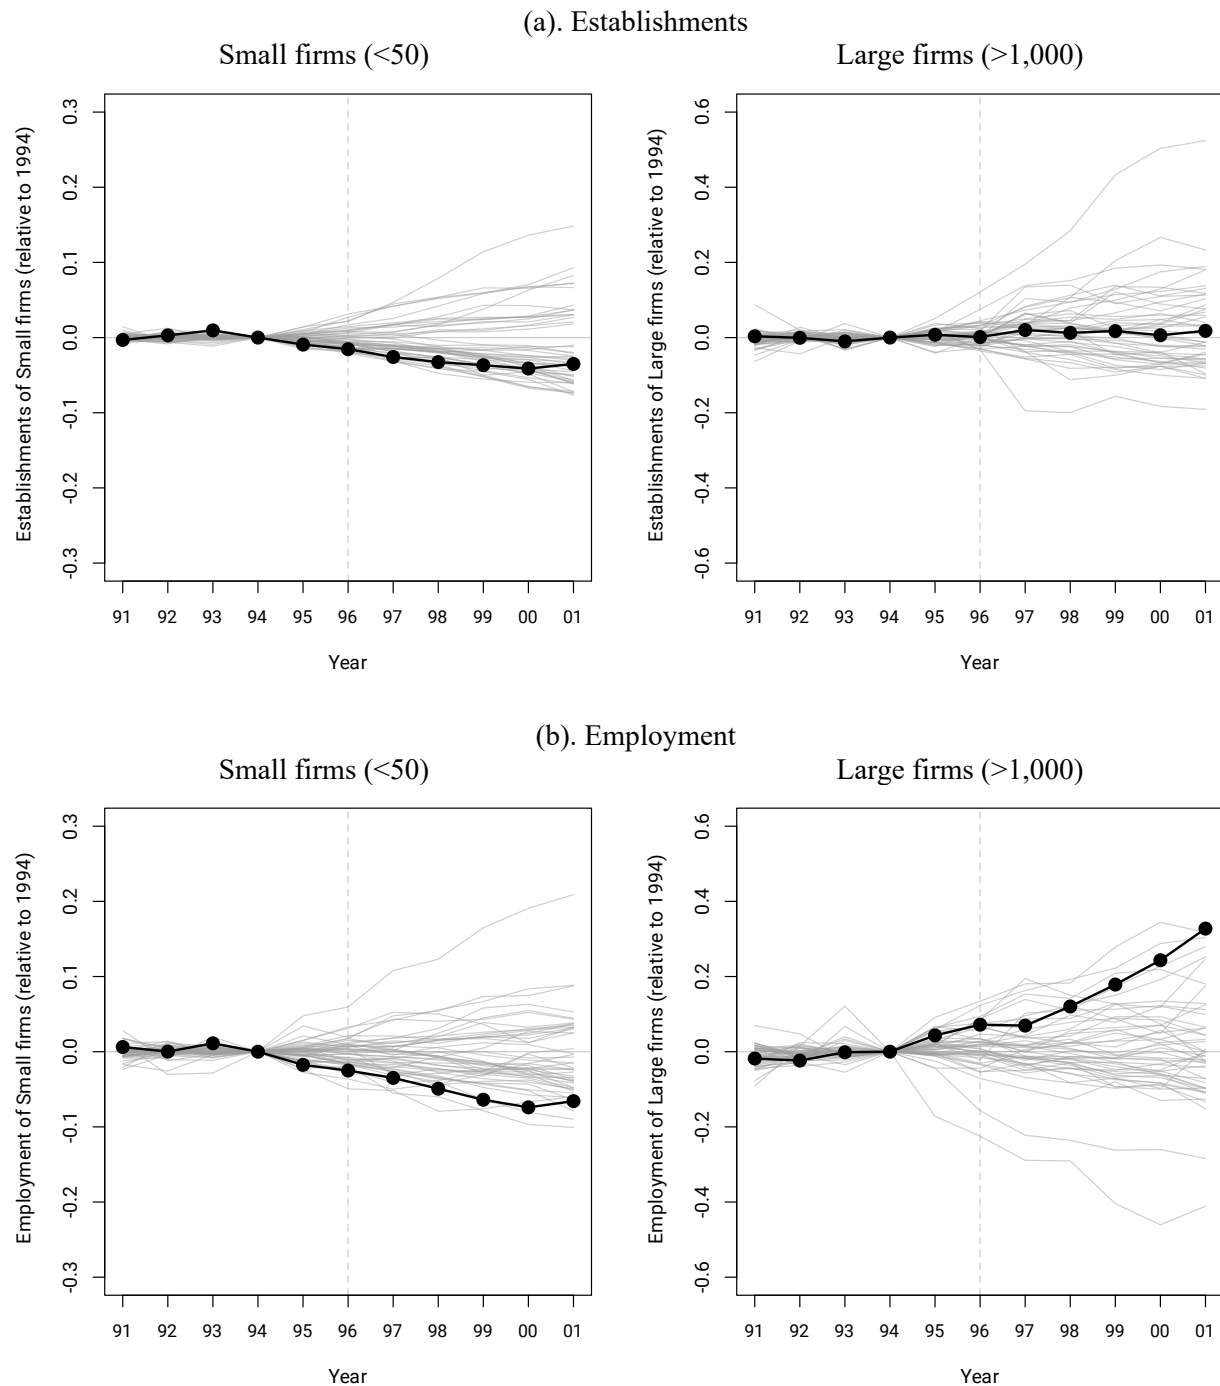 (a). Establishments
Small firms (<50)
Large firms (>1,000)
Establishments of Small firms (relative to 1994)
0.3
0.2
0.1
0.0
-0.1
-0.2
-0.3
91 92 93 94 95 96 97 98 99 00 01
Year
Establishments of Large firms (relative to 1994)
0.6
0.4
0.2
0.0
-0.2
-0.4
-0.6
91 92 93 94 95 96 97 98 99 00 01
Year
(b). Employment
Small firms (<50)
Large firms (>1,000)
Employment of Small firms (relative to 1994)
0.3
0.2
0.1
0.0
-0.1
-0.2
-0.3
91 92 93 94 95 96 97 98 99 00 01
Year
Employment of Large firms (relative to 1994)
0.6
0.4
0.2
0.0
-0.2
-0.4
-0.6
91 92 93 94 95 96 97 98 99 00 01
Year